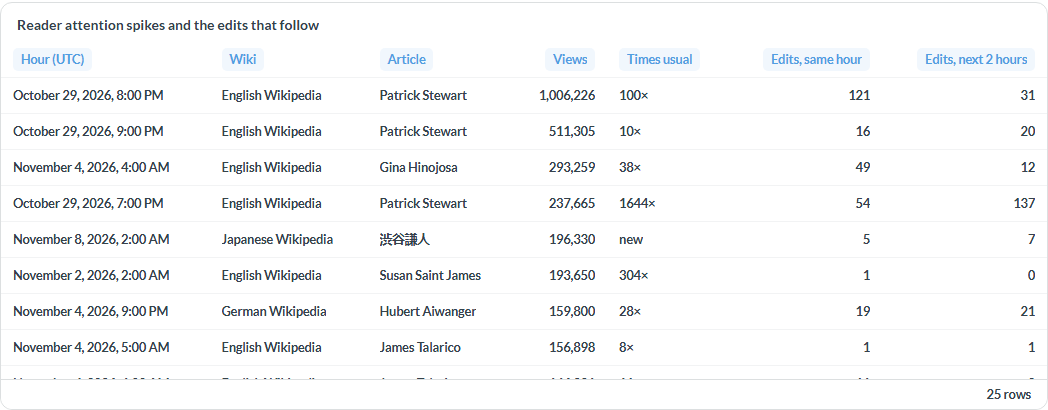 Reader attention spikes and the edits that follow
Hour (UTC) Wiki Article Views Times usual Edits, same hour Edits, next 2 hours
October 29, 2026, 8:00 PM English Wikipedia Patrick Stewart 1,006,226 100× 121 31
October 29, 2026, 9:00 PM English Wikipedia Patrick Stewart 511,305 10× 16 20
November 4, 2026, 4:00 AM English Wikipedia Gina Hinojosa 293,259 38× 49 12
October 29, 2026, 7:00 PM English Wikipedia Patrick Stewart 237,665 1644× 54 137
November 8, 2026, 2:00 AM Japanese Wikipedia 渋谷謙人 196,330 new 5 7
November 2, 2026, 2:00 AM English Wikipedia Susan Saint James 193,650 304× 1 0
November 4, 2026, 9:00 PM German Wikipedia Hubert Aiwanger 159,800 28× 19 21
November 4, 2026, 5:00 AM English Wikipedia James Talarico 156,898 8× 1 1
25 rows